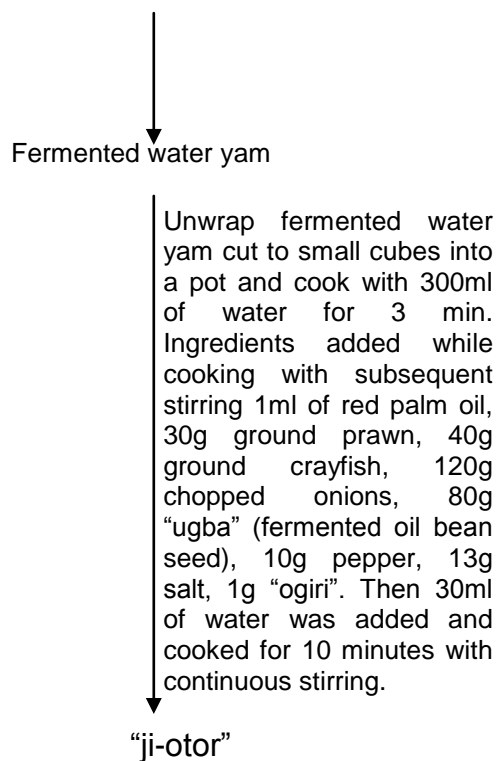 Fermented water yam
Unwrap fermented water
yam cut to small cubes into
a pot and cook with 300ml
of water for 3 min.
Ingredients added while
cooking with subsequent
stirring 1ml of red palm oil,
30g ground prawn, 40g
ground crayfish, 120g
chopped onions, 80g
“ugba” (fermented oil bean
seed), 10g pepper, 13g
salt, 1g “ogiri”. Then 30ml
of water was added and
cooked for 10 minutes with
continuous stirring.
“ji-otor”